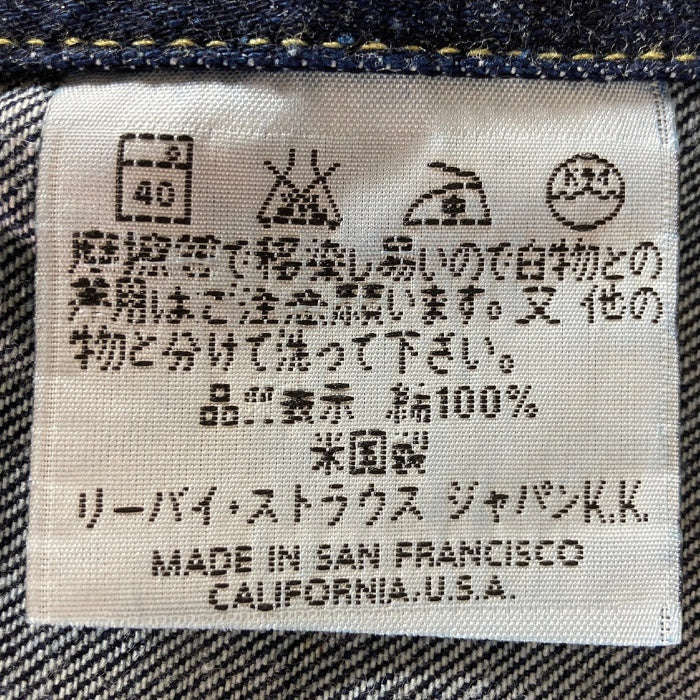 40
摩擦等で移染し易いので白物との
着用はご注意願います。又 他の
物と分けて洗って下さい。
品質表示 綿100%
米国製
リーバイ・ストラウス ジャパンK.K.
MADE IN SAN FRANCISCO
CALIFORNIA.U.S.A.